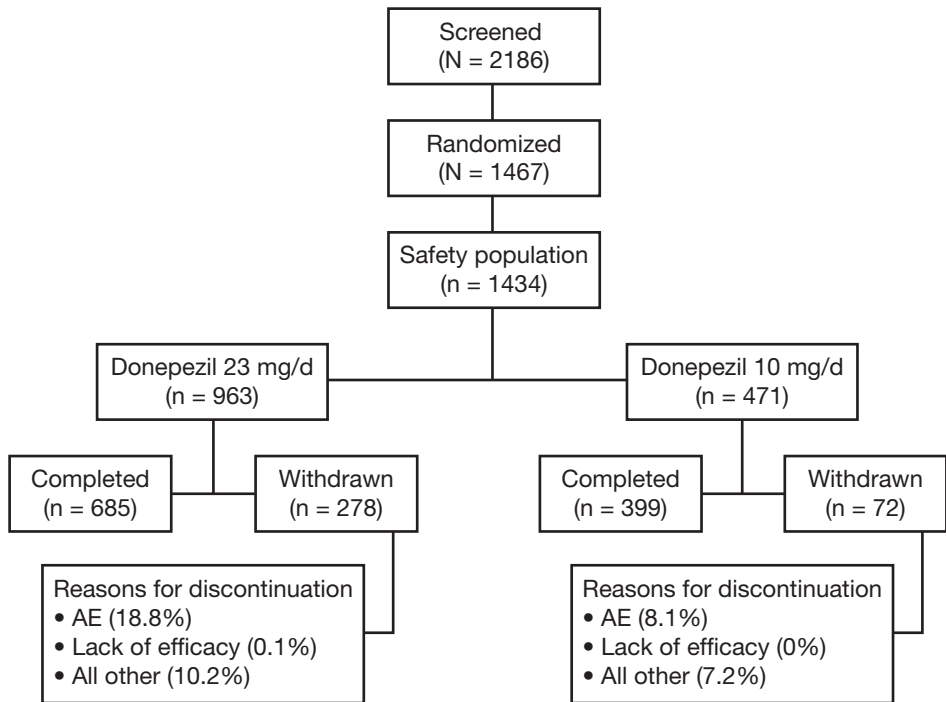 Screened
(N = 2186)
Randomized
(N = 1467)
Safety population
(n = 1434)
Donepezil 23 mg/d
(n = 963)
Donepezil 10 mg/d
(n = 471)
Completed
(n = 685)
Withdrawn
(n = 278)
Completed
(n = 399)
Withdrawn
(n = 72)
Reasons for discontinuation
• AE (18.8%)
• Lack of efficacy (0.1%)
• All other (10.2%)
Reasons for discontinuation
• AE (8.1%)
• Lack of efficacy (0%)
• All other (7.2%)